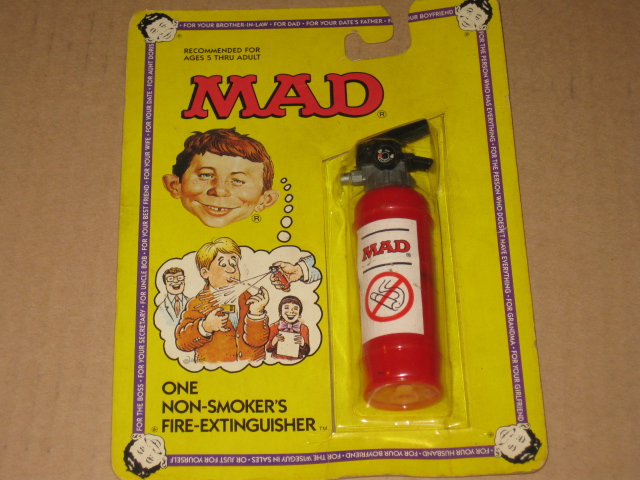 FOR YOUR BROTHER-IN-LAW • FOR DAD • FOR YOUR DATE'S FATHER • FOR YOUR BOYFRIEND
FOR THE PERSON WHO HAS EVERYTHING • FOR THE PERSON WHO DOESN'T HAVE EVERYTHING • FOR GRANDMA • FOR YOUR GIRLFRIEND
FOR THE BOSS • FOR YOUR SECRETARY • FOR UNCLE BOB • FOR YOUR BEST FRIEND • FOR YOUR WIFE • FOR YOUR DATE • FOR AUNT DORIS
RECOMMENDED FOR
AGES 5 THRU ADULT
MAD®
®
MAD
ONE
NON-SMOKER'S
FIRE-EXTINGUISHER™
FOR YOUR HUSBAND • FOR YOUR BOYFRIEND • FOR THE WISEGUY IN SALES • OR JUST FOR YOURSELF